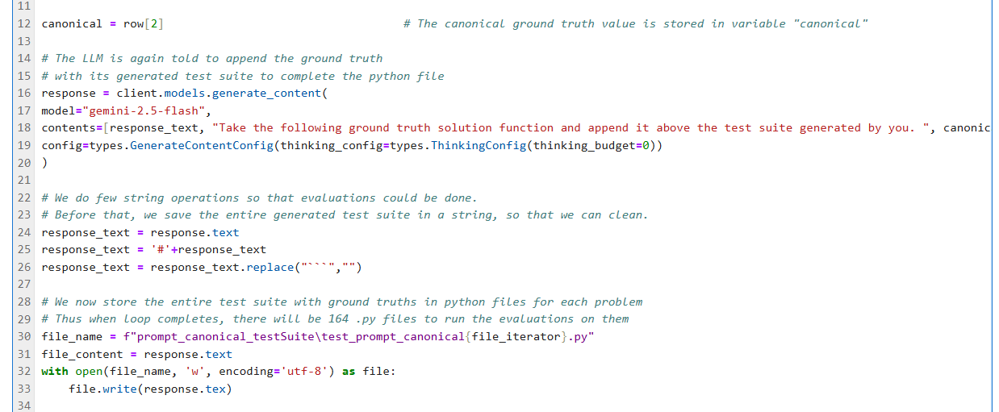 11
12 canonical = row[2] # The canonical ground truth value is stored in variable "canonical"
13
14 # The LLM is again told to append the ground truth
15 # with its generated test suite to complete the python file
16 response = client.models.generate_content(
17 model="gemini-2.5-flash",
18 contents=[response_text, "Take the following ground truth solution function and append it above the test suite generated by you. ", canonic
19 config=types.GenerateContentConfig(thinking_config=types.ThinkingConfig(thinking_budget=0))
20 )
21
22 # We do few string operations so that evaluations could be done.
23 # Before that, we save the entire generated test suite in a string, so that we can clean.
24 response_text = response.text
25 response_text = '#'+response_text
26 response_text = response_text.replace("```","")
27
28 # We now store the entire test suite with ground truths in python files for each problem
29 # Thus when loop completes, there will be 164 .py files to run the evaluations on them
30 file_name = f"prompt_canonical_testSuite\test_prompt_canonical{file_iterator}.py"
31 file_content = response.text
32 with open(file_name, 'w', encoding='utf-8') as file:
33     file.write(response.tex)
34